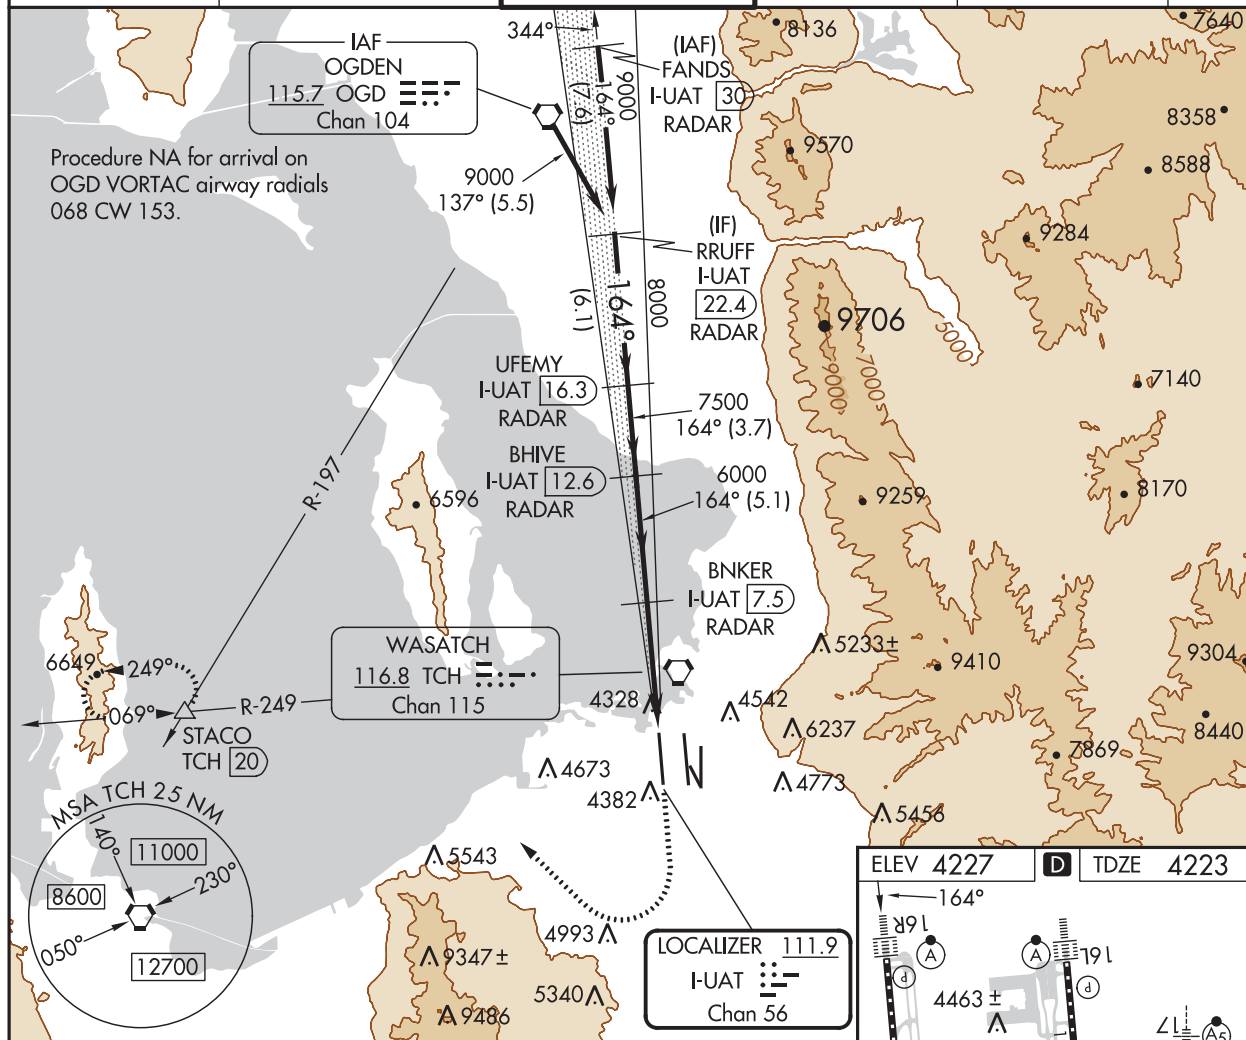 344°
8136
7640
IAF
OGDEN
115.7 OGD
Chan 104
(IAF)
FANDS
I-UAT 30
RADAR
9000
164°
(7.6)
8358
9570
8588
Procedure NA for arrival on
OGD VORTAC airway radials
068 CW 153.
9000
137° (5.5)
(IF)
RRUFF
I-UAT
22.4
RADAR
9284
8000
164°
(6.1)
9706
5000
7000
9000
7140
UFEMY
I-UAT 16.3
RADAR
7500
164° (3.7)
BHIVE
I-UAT 12.6
RADAR
6000
164° (5.1)
R-197
6596
9259
8170
BNKER
I-UAT 7.5
RADAR
WASATCH
116.8 TCH
Chan 115
5233±
9410
9304
6649
249°
069°
R-249
STACO
TCH 20
4328
4542
6237
8440
7869
4673
4382
4773
5456
MSA TCH 25 NM
140°
11000
230°
8600
050°
12700
5543
4993
9347±
5340
9486
LOCALIZER 111.9
I-UAT
Chan 56
ELEV 4227 D TDZE 4223
164°
16R
A
A
16L
P
P
4463 ±
17
A5
1